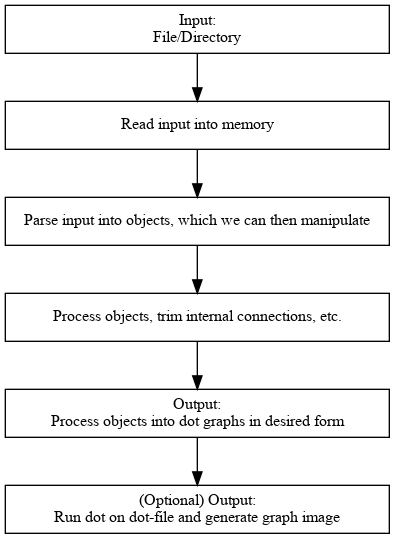 Input:
File/Directory
Read input into memory
Parse input into objects, which we can then manipulate
Process objects, trim internal connections, etc.
Output:
Process objects into dot graphs in desired form
(Optional) Output:
Run dot on dot-file and generate graph image